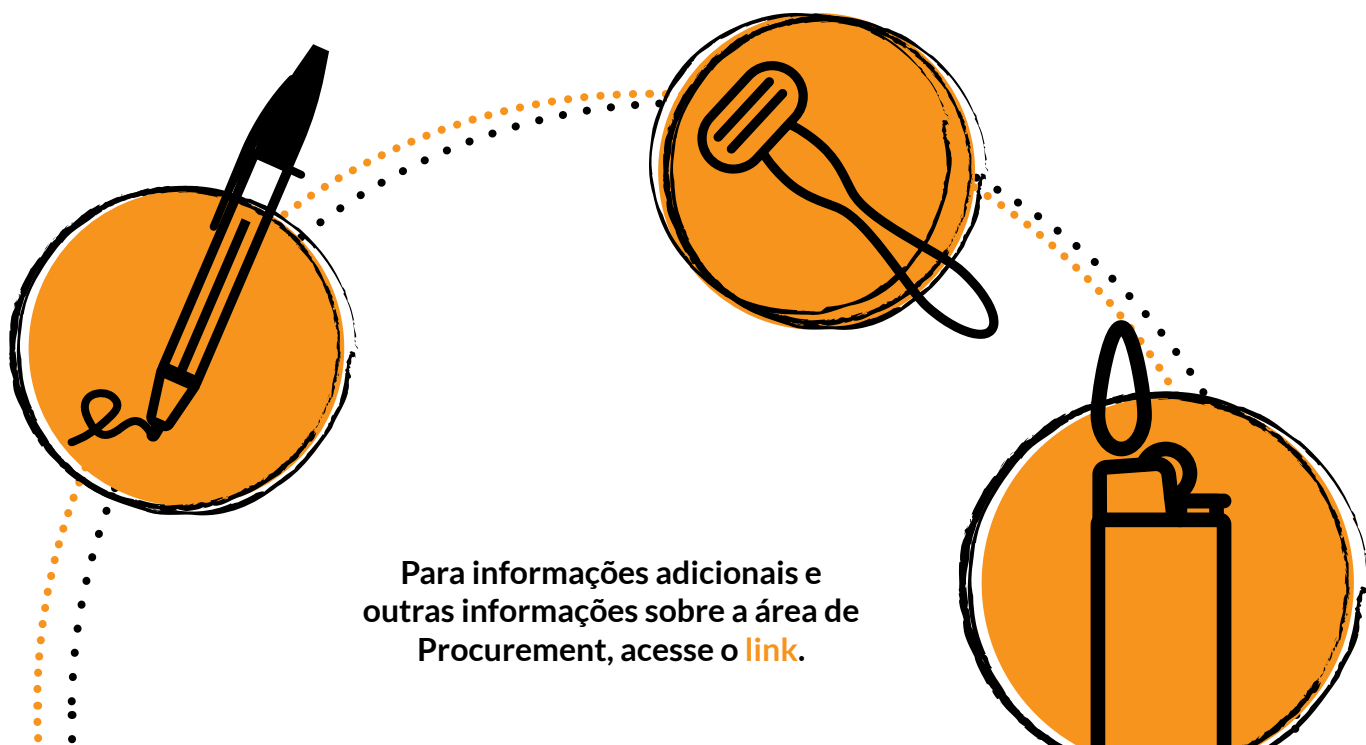 Para informações adicionais e
outras informações sobre a área de
Procurement, acesse o link.